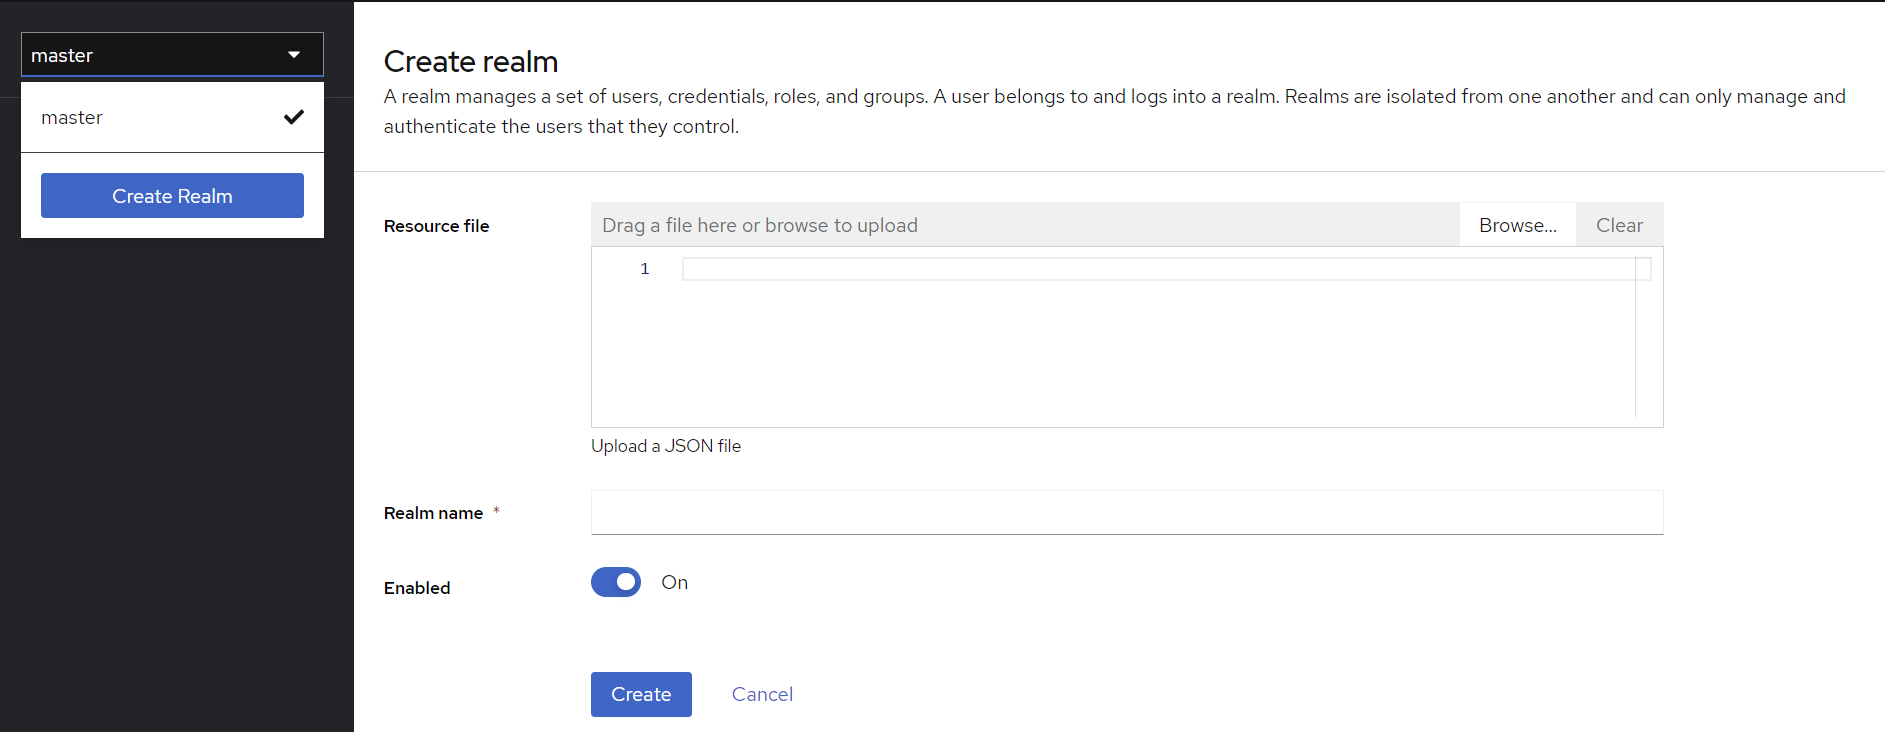 master
master
Create Realm
Create realm
A realm manages a set of users, credentials, roles, and groups. A user belongs to and logs into a realm. Realms are isolated from one another and can only manage and
authenticate the users that they control.
Resource file
Drag a file here or browse to upload
Browse...
Clear
1
Upload a JSON file
Realm name *
Enabled
On
Create
Cancel